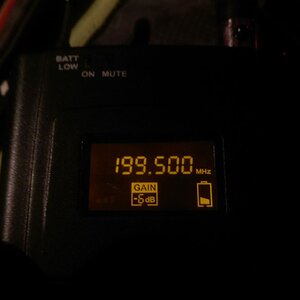 BATT
LOW
ON MUTE
199.500 MHz
GAIN
-6 dB